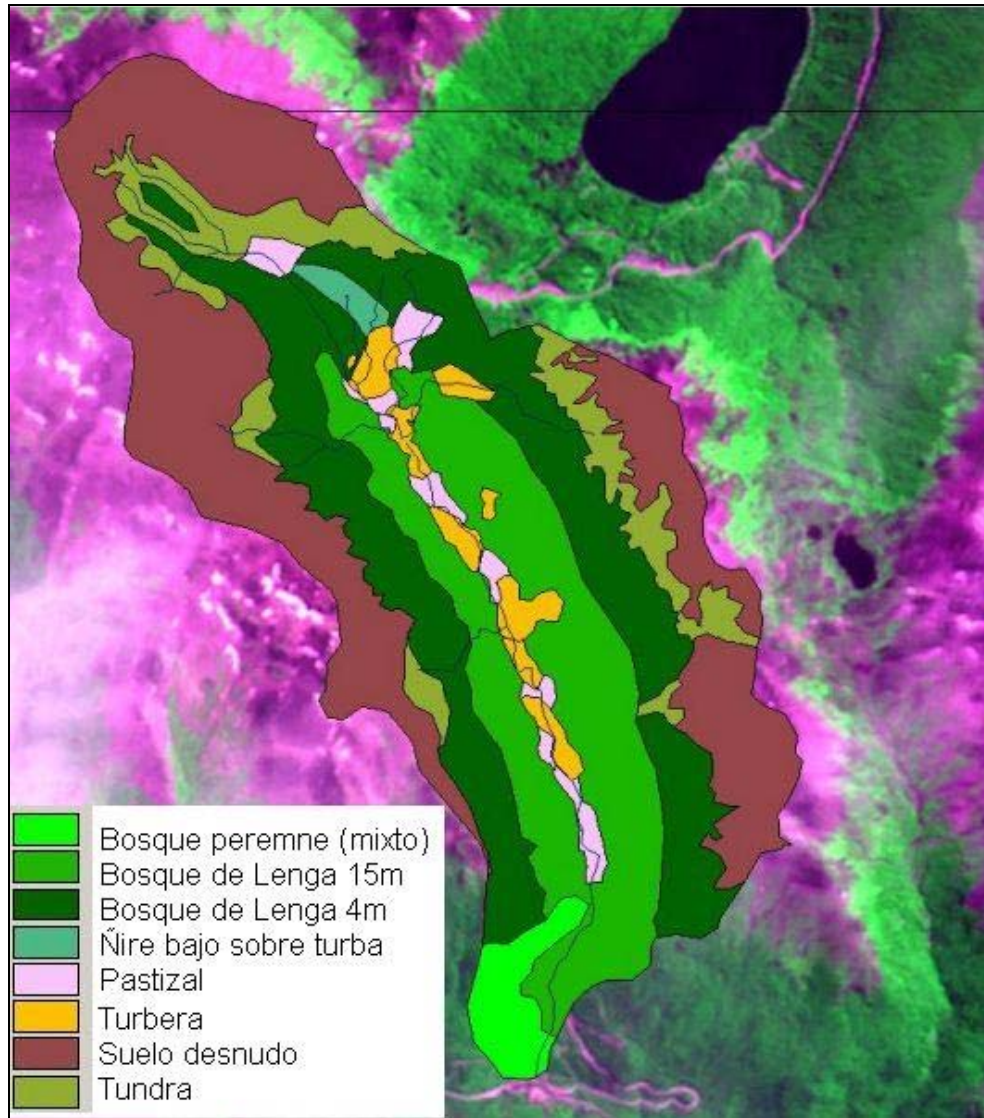 Bosque peremne (mixto)
Bosque de Lenga 15m
Bosque de Lenga 4m
Ñire bajo sobre turba
Pastizal
Turbera
Suelo desnudo
Tundra